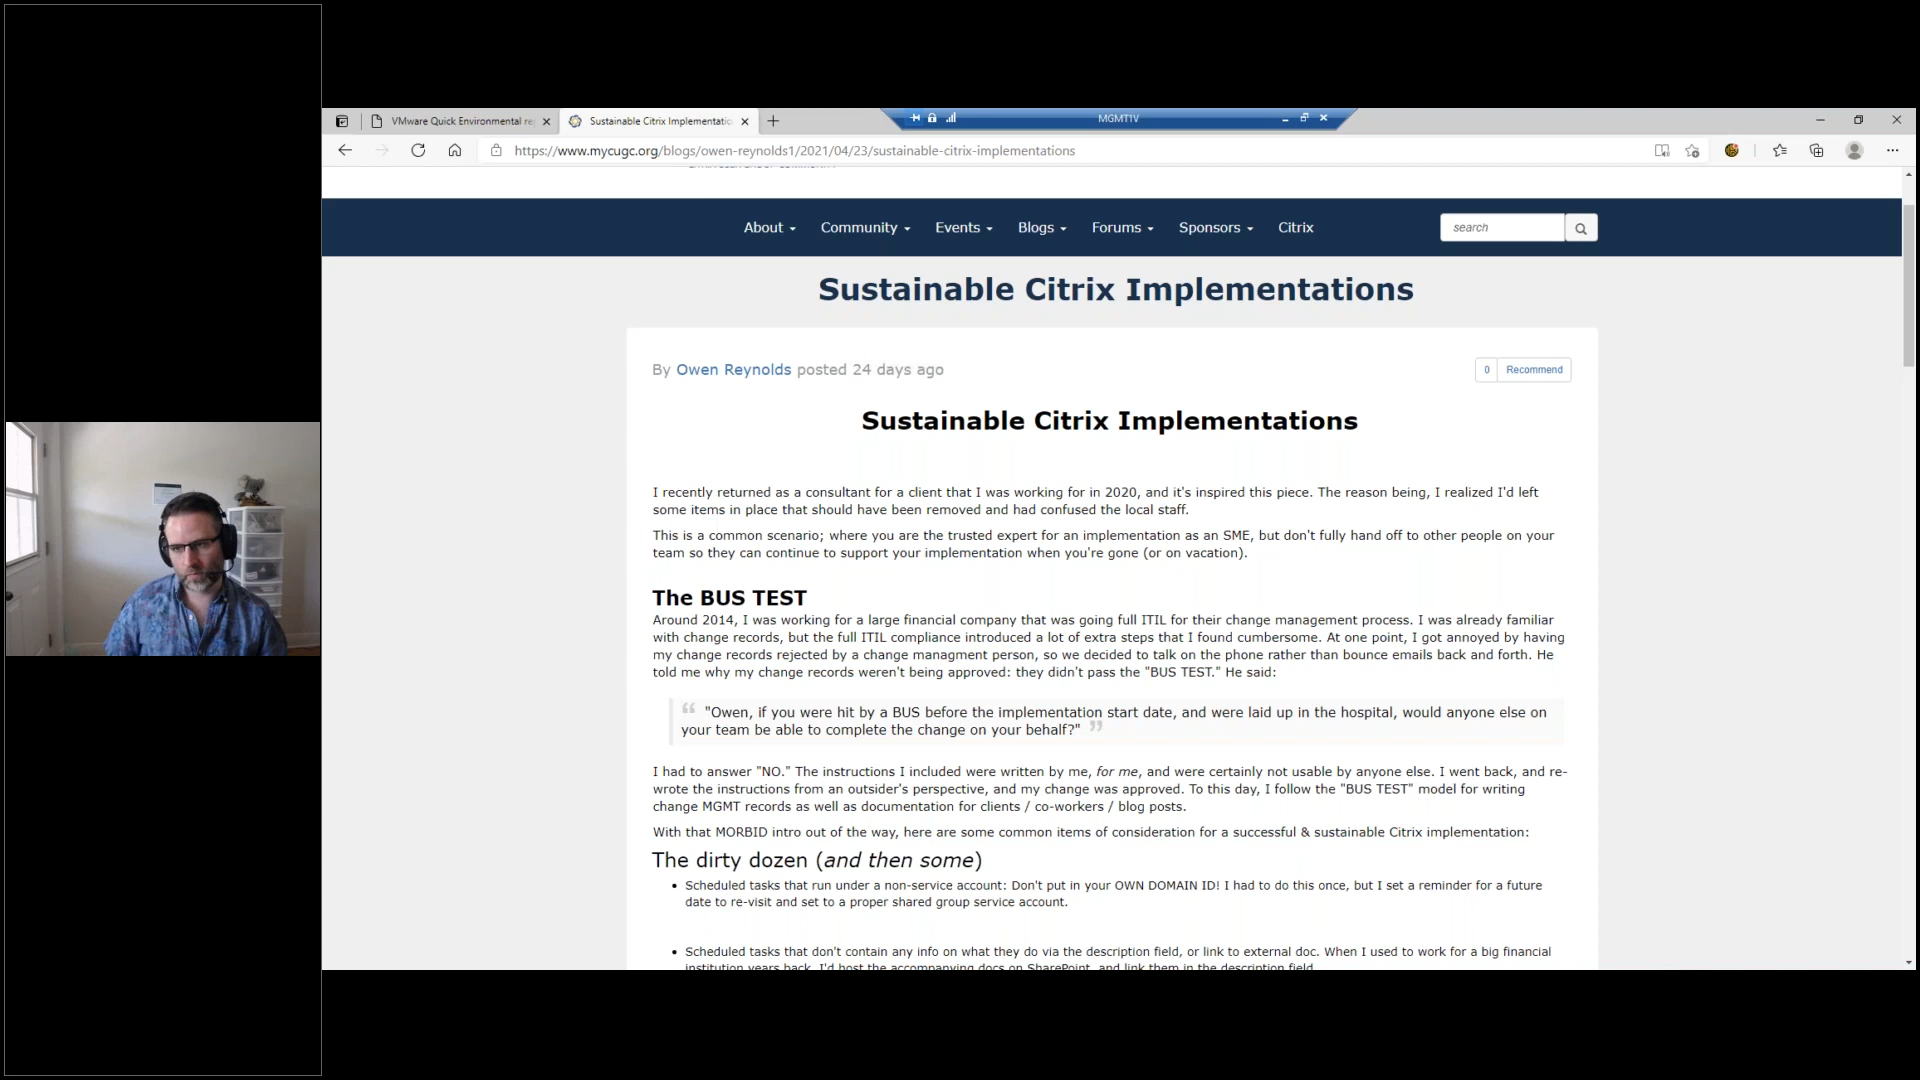 VMware Quick Environmental re
Sustainable Citrix Implementatio
MGMT1V
https://www.mycugc.org/blogs/owen-reynolds1/2021/04/23/sustainable-citrix-implementations
About Community Events Blogs Forums Sponsors Citrix search
Sustainable Citrix Implementations
By Owen Reynolds posted 24 days ago
0 Recommend
Sustainable Citrix Implementations
I recently returned as a consultant for a client that I was working for in 2020, and it's inspired this piece. The reason being, I realized I'd left
some items in place that should have been removed and had confused the local staff.
This is a common scenario; where you are the trusted expert for an implementation as an SME, but don't fully hand off to other people on your
team so they can continue to support your implementation when you're gone (or on vacation).
The BUS TEST
Around 2014, I was working for a large financial company that was going full ITIL for their change management process. I was already familiar
with change records, but the full ITIL compliance introduced a lot of extra steps that I found cumbersome. At one point, I got annoyed by having
my change records rejected by a change managment person, so we decided to talk on the phone rather than bounce emails back and forth. He
told me why my change records weren't being approved: they didn't pass the "BUS TEST." He said:
“ "Owen, if you were hit by a BUS before the implementation start date, and were laid up in the hospital, would anyone else on
your team be able to complete the change on your behalf?" ”
I had to answer "NO." The instructions I included were written by me, for me, and were certainly not usable by anyone else. I went back, and re-
wrote the instructions from an outsider's perspective, and my change was approved. To this day, I follow the "BUS TEST" model for writing
change MGMT records as well as documentation for clients / co-workers / blog posts.
With that MORBID intro out of the way, here are some common items of consideration for a successful & sustainable Citrix implementation:
The dirty dozen (and then some)
• Scheduled tasks that run under a non-service account: Don't put in your OWN DOMAIN ID! I had to do this once, but I set a reminder for a future
date to re-visit and set to a proper shared group service account.
• Scheduled tasks that don't contain any info on what they do via the description field, or link to external doc. When I used to work for a big financial
institution years back, I'd host the accompanying docs on SharePoint, and link them in the description field.